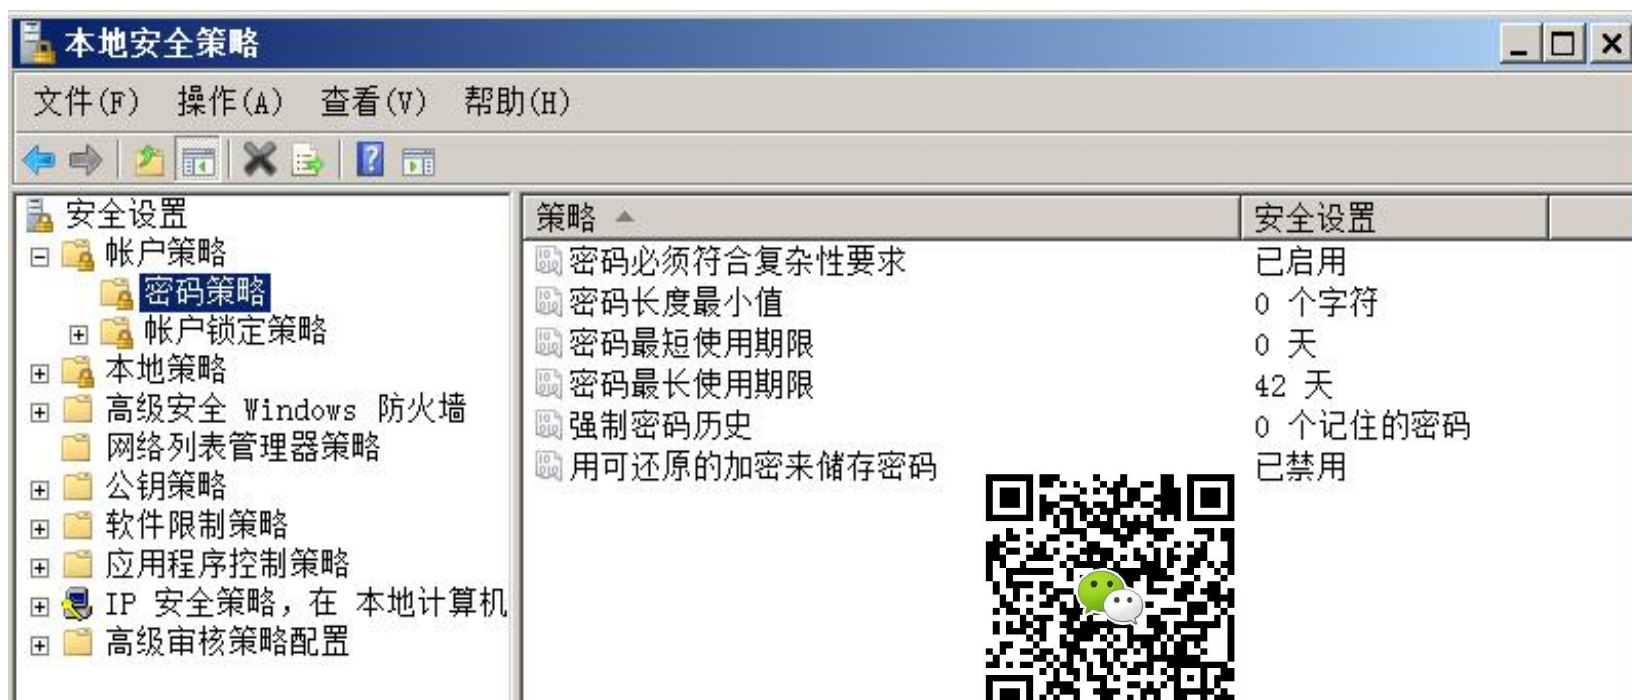 本地安全策略
文件(F) 操作(A) 查看(V) 帮助(H)
安全设置
帐户策略
密码策略
帐户锁定策略
本地策略
高级安全 Windows 防火墙
网络列表管理器策略
公钥策略
软件限制策略
应用程序控制策略
IP 安全策略，在 本地计算机
高级审核策略配置
策略 安全设置
密码必须符合复杂性要求 已启用
密码长度最小值 0 个字符
密码最短使用期限 0 天
密码最长使用期限 42 天
强制密码历史 0 个记住的密码
用可还原的加密来储存密码 已禁用